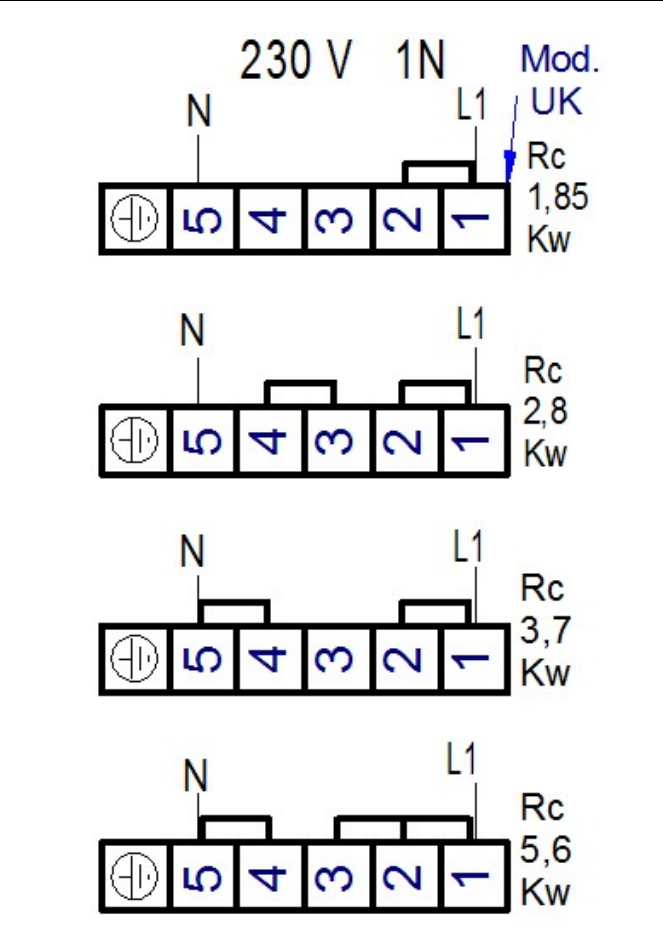 230 V 1N
Mod.
UK
N
L1
Rc
1,85
Kw
5 4 3 2 1
N
L1
Rc
2,8
Kw
5 4 3 2 1
N
L1
Rc
3,7
Kw
5 4 3 2 1
N
L1
Rc
5,6
Kw
5 4 3 2 1